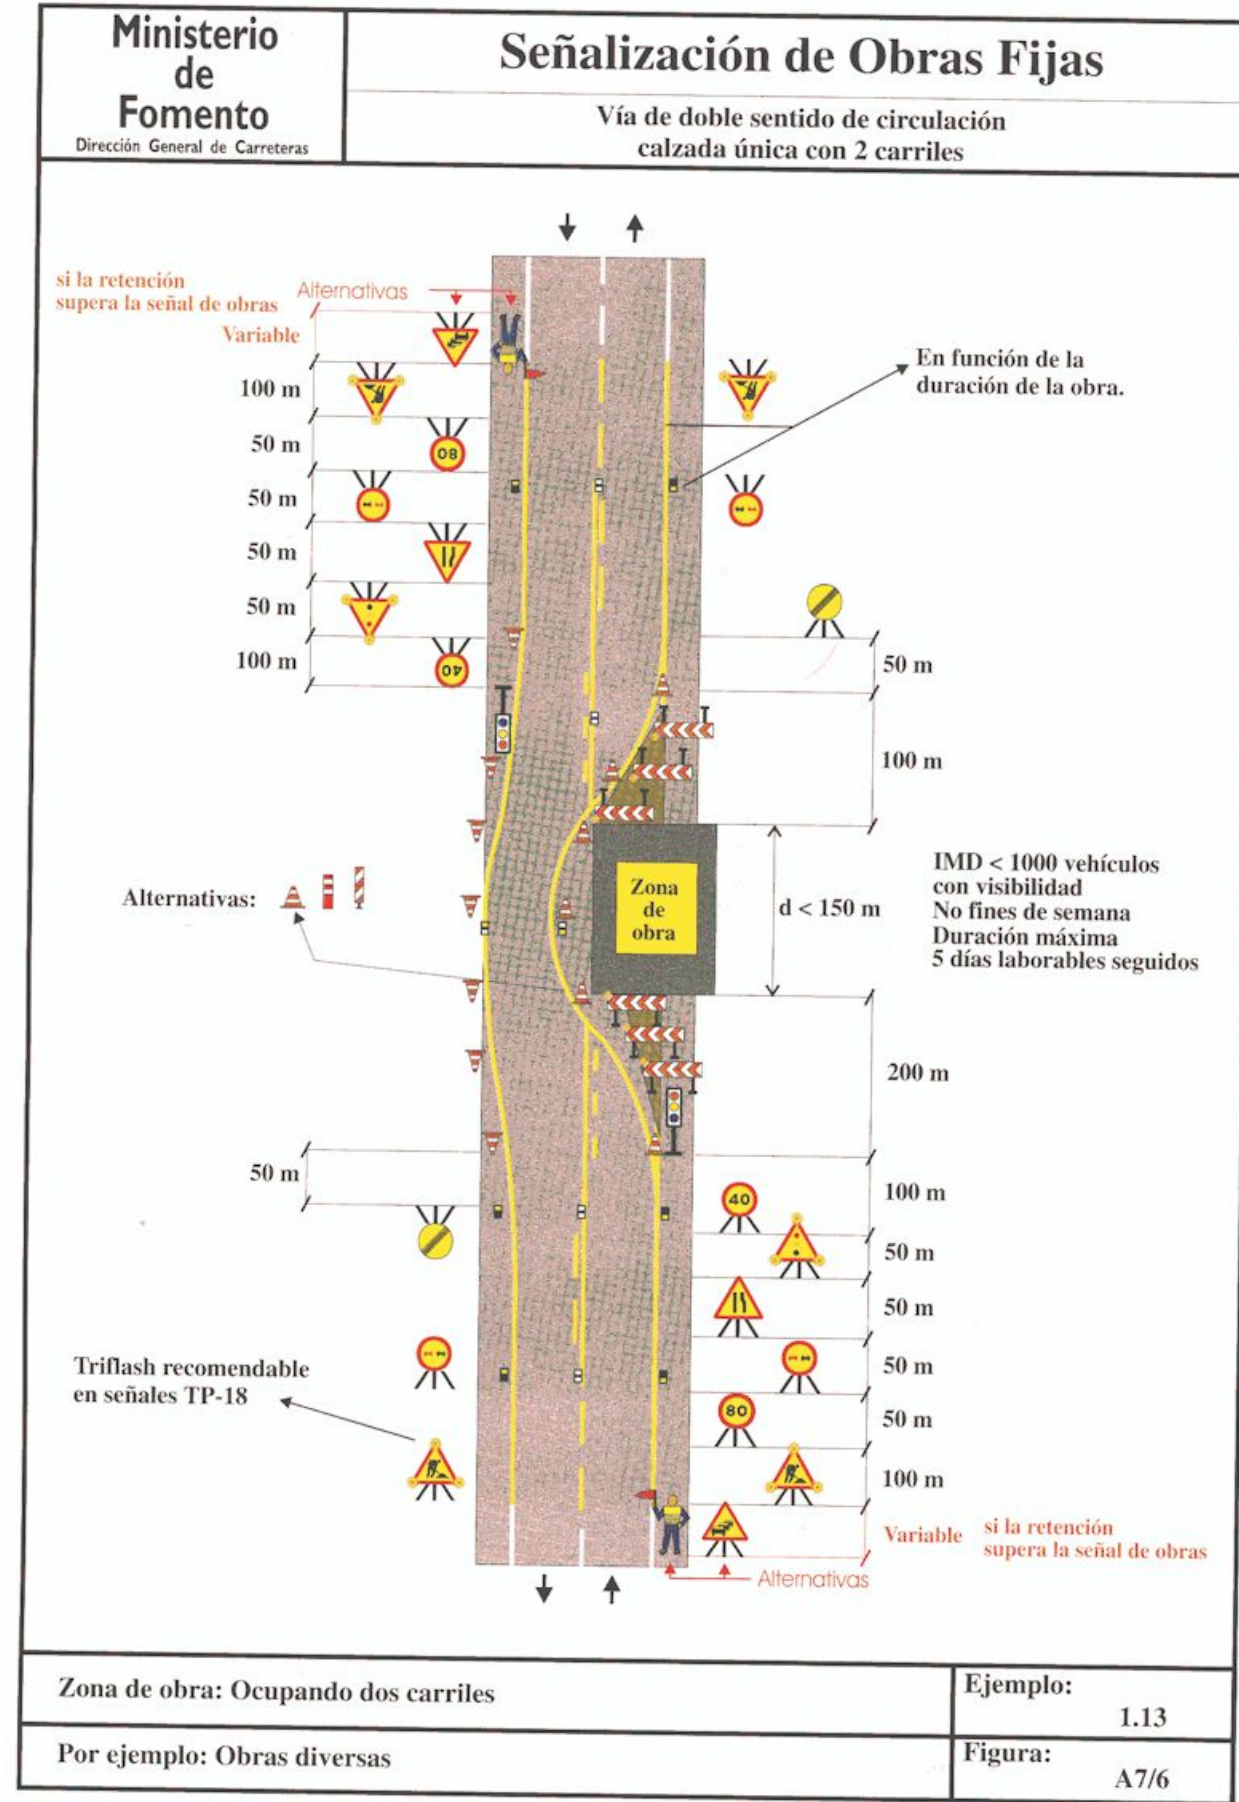 Ministerio
de
Fomento
Dirección General de Carreteras
Señalización de Obras Fijas
Vía de doble sentido de circulación
calzada única con 2 carriles
si la retención
supera la señal de obras
Alternativas
Variable
En función de la
duración de la obra.
100 m
50 m
80
50 m
50 m
50 m
100 m
40
50 m
100 m
Alternativas:
Zona
de
obra
d < 150 m
IMD < 1000 vehículos
con visibilidad
No fines de semana
Duración máxima
5 días laborables seguidos
200 m
50 m
40
100 m
50 m
50 m
50 m
Triflash recomendable
en señales TP-18
80
50 m
100 m
Variable
si la retención
supera la señal de obras
Alternativas
Zona de obra: Ocupando dos carriles
Ejemplo:
1.13
Por ejemplo: Obras diversas
Figura:
A7/6